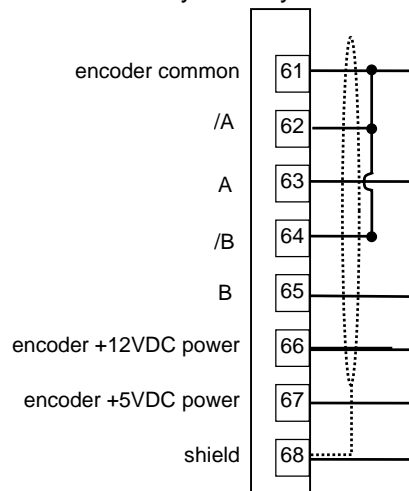 encoder common 61
/A 62
A 63
/B 64
B 65
encoder +12VDC power 66
encoder +5VDC power 67
shield 68